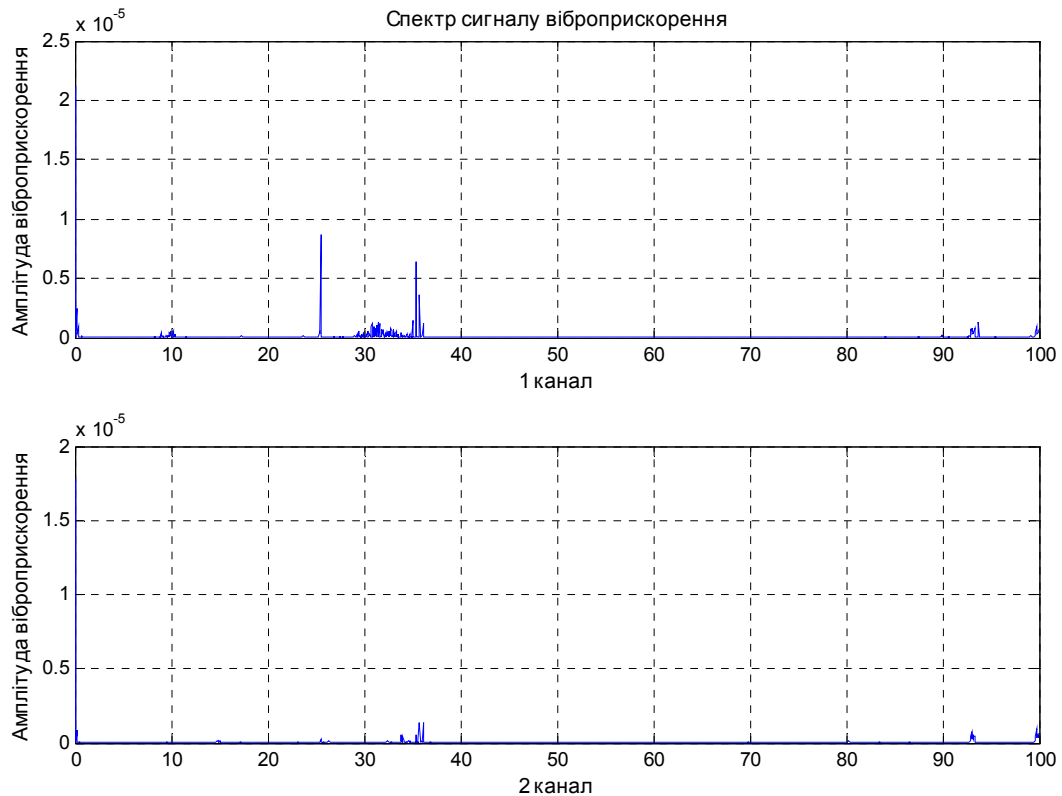 Спектр сигналу віброприскорення
x 10^-5
Амплітуда віброприскорення
2.5
2
1.5
1
0.5
0
0 10 20 30 40 50 60 70 80 90 100
1 канал
x 10^-5
Амплітуда віброприскорення
2
1.5
1
0.5
0
0 10 20 30 40 50 60 70 80 90 100
2 канал